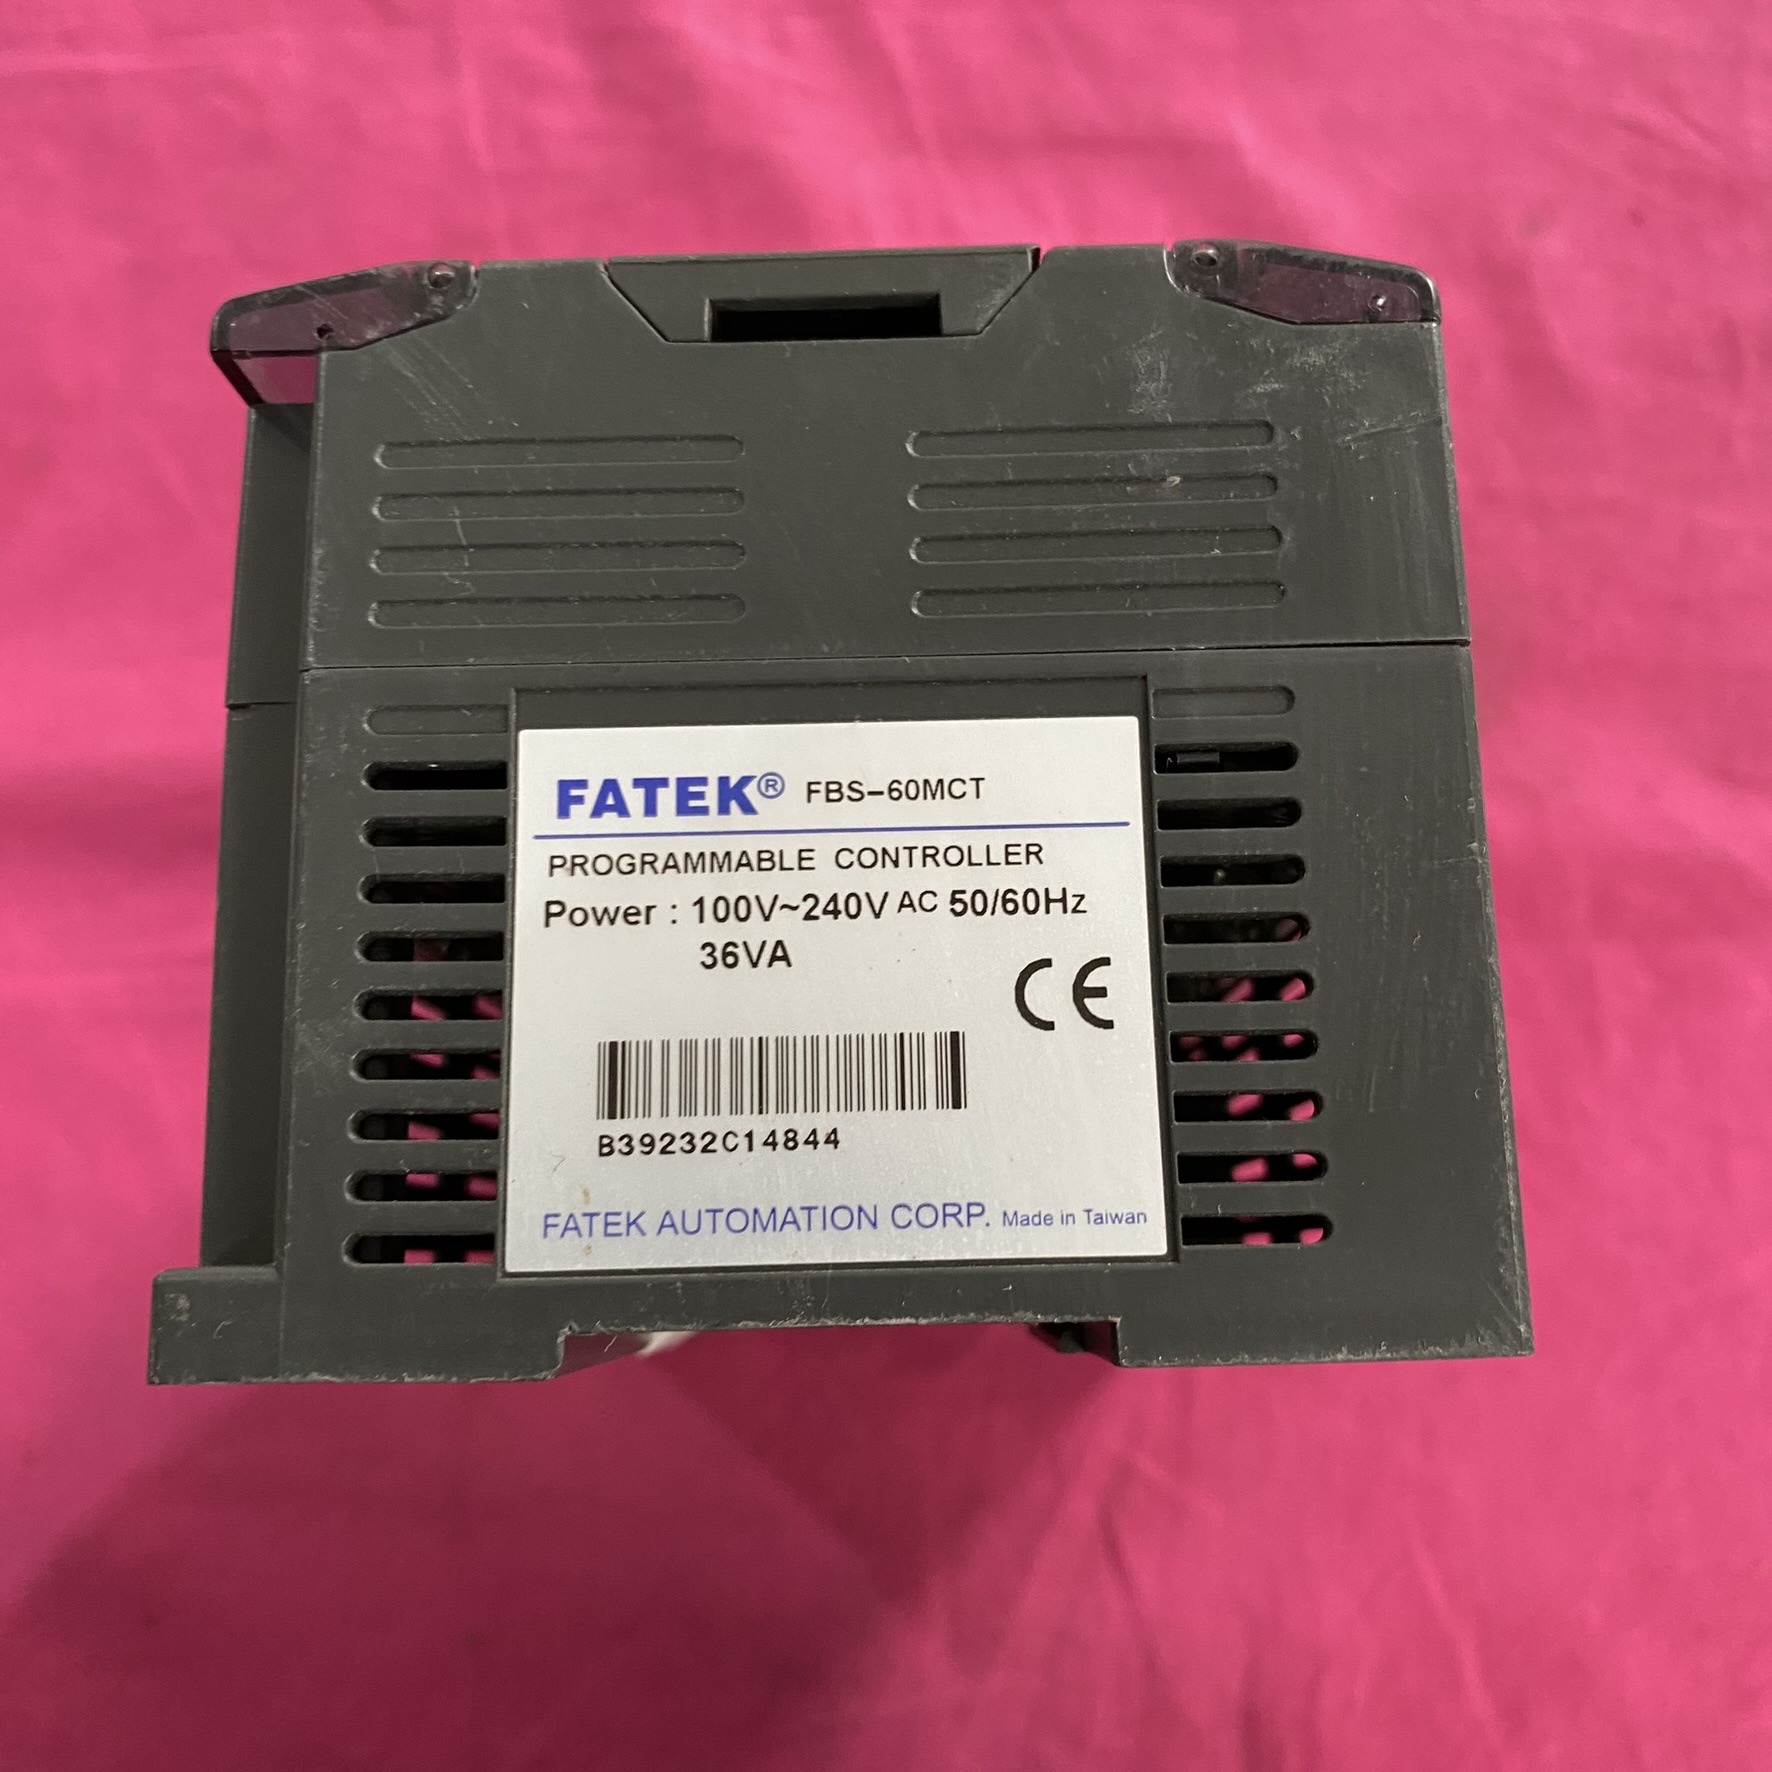 FATEK® FBS-60MCT
PROGRAMMABLE CONTROLLER
Power : 100V~240V AC 50/60Hz
36VA
CE
B39232C14844
FATEK AUTOMATION CORP. Made in Taiwan